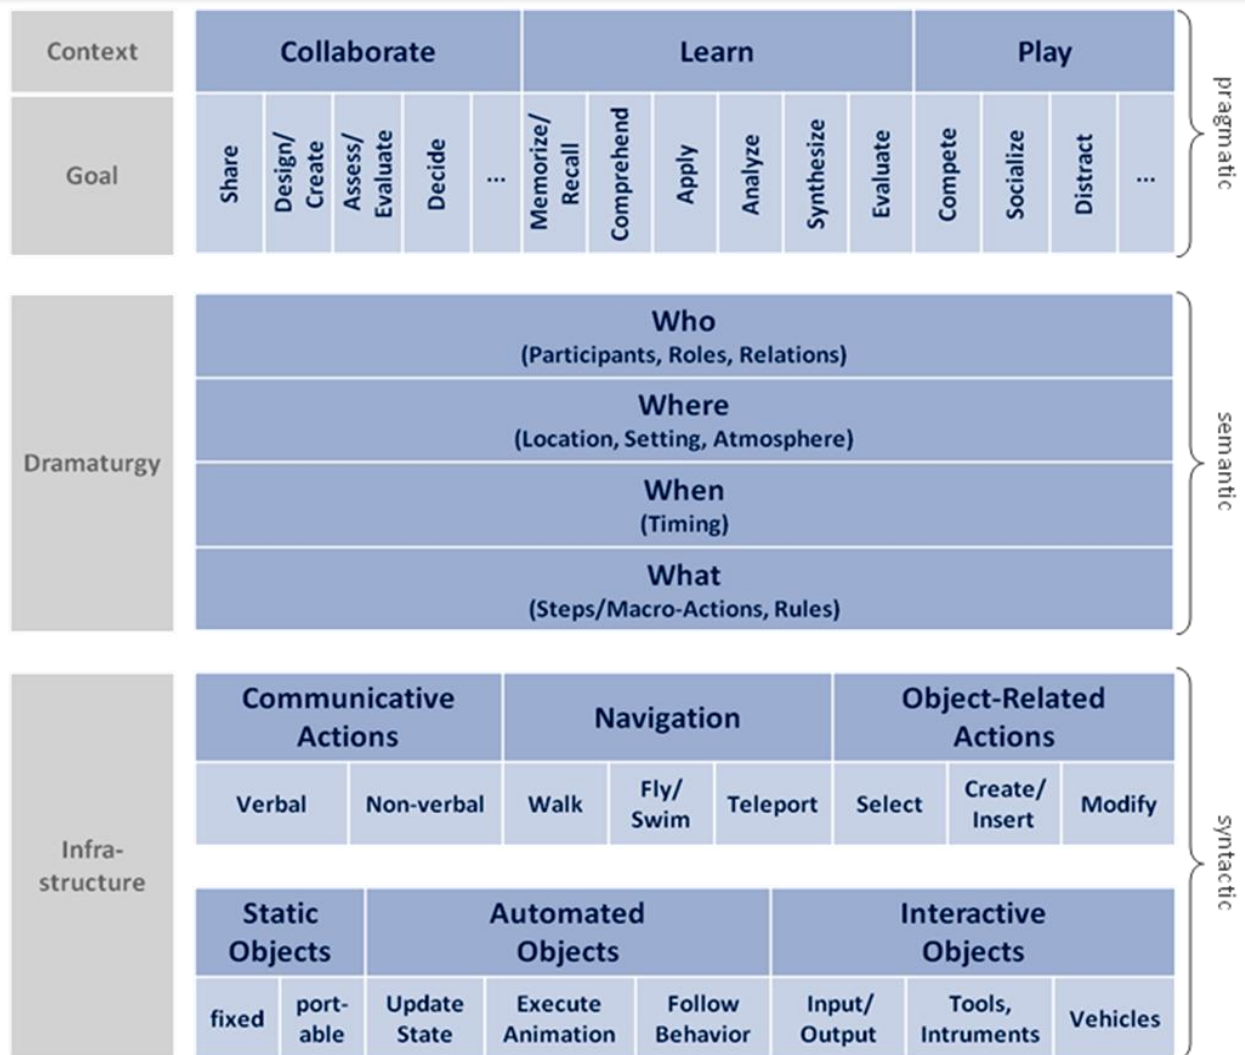 Context
Collaborate
Learn
Play
Goal
Share
Design/
Create
Assess/
Evaluate
Decide
...
Memorize/
Recall
Comprehend
Apply
Analyze
Synthesize
Evaluate
Compete
Socialize
Distract
...
pragmatic
Dramaturgy
Who
(Participants, Roles, Relations)
Where
(Location, Setting, Atmosphere)
When
(Timing)
What
(Steps/Macro-Actions, Rules)
semantic
Infra-
structure
Communicative
Actions
Navigation
Object-Related
Actions
Verbal
Non-verbal
Walk
Fly/
Swim
Teleport
Select
Create/
Insert
Modify
Static
Objects
Automated
Objects
Interactive
Objects
fixed
port-
able
Update
State
Execute
Animation
Follow
Behavior
Input/
Output
Tools,
Intruments
Vehicles
syntactic